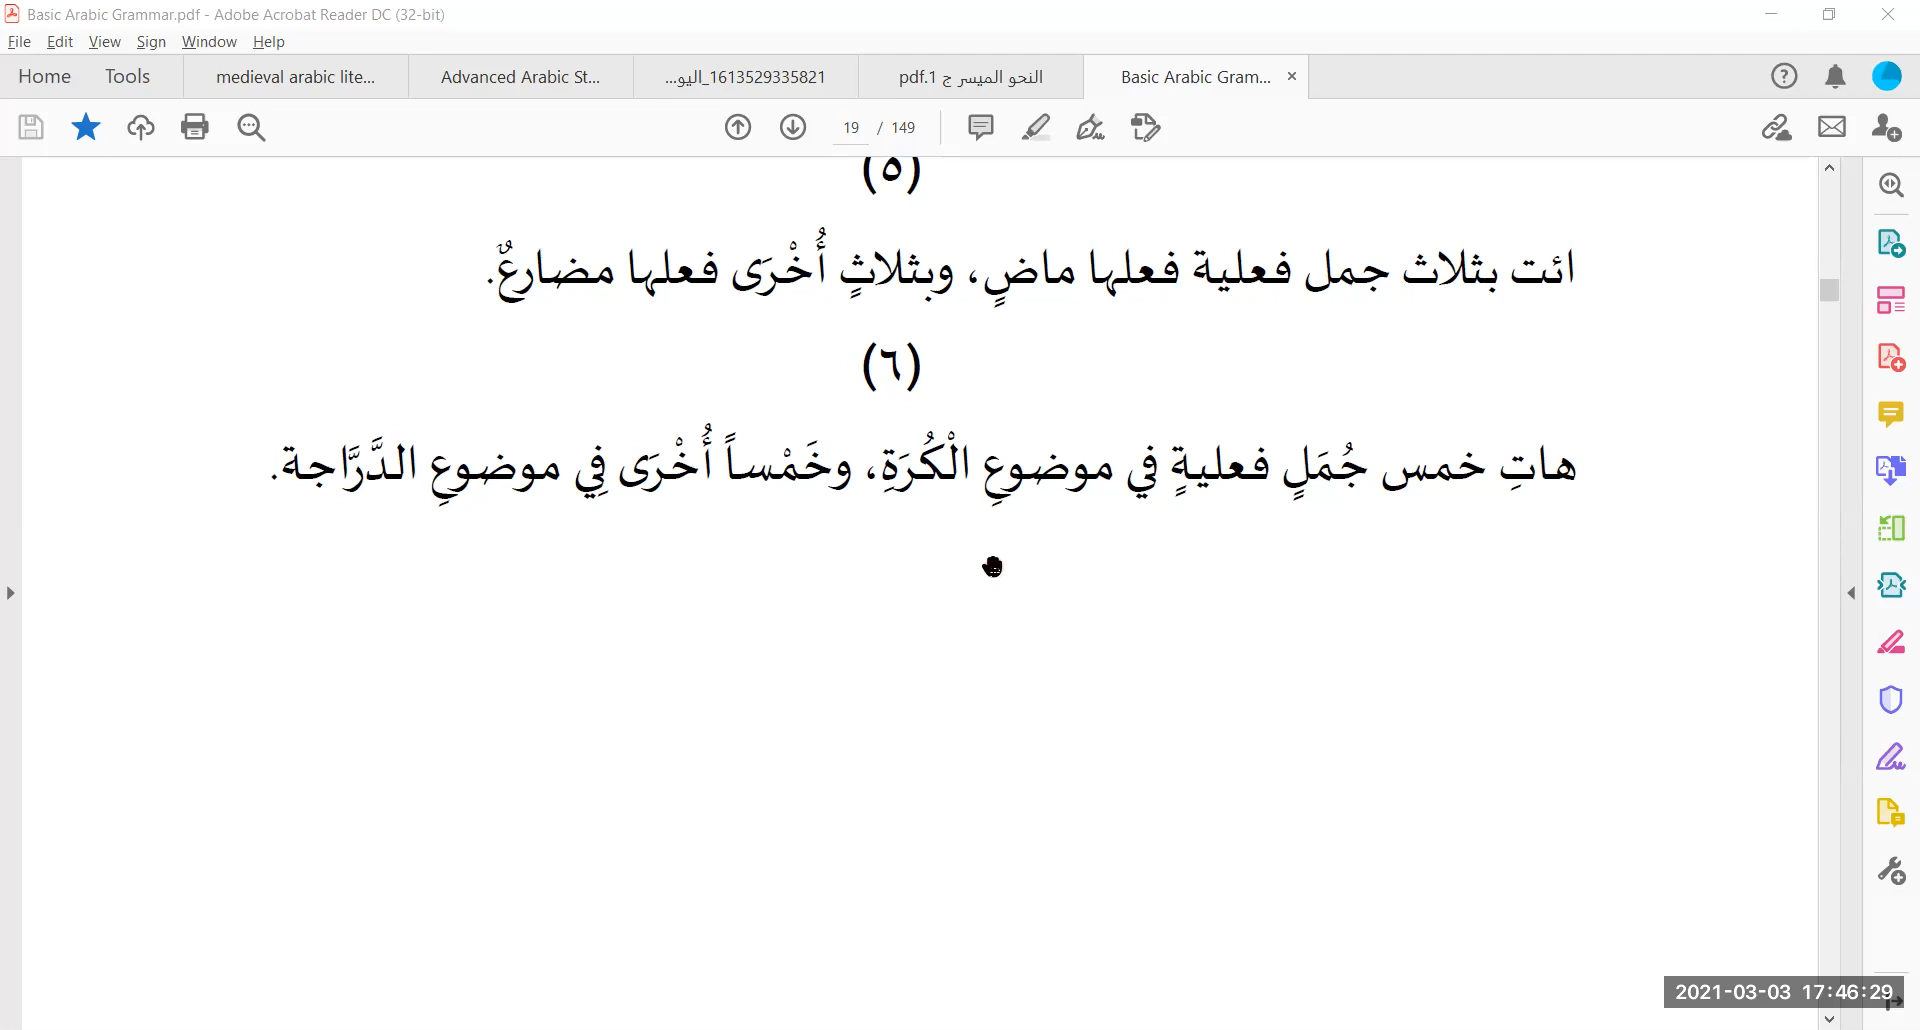 Basic Arabic Grammar.pdf - Adobe Acrobat Reader DC (32-bit)
File Edit View Sign Window Help
Home Tools medieval arabic lite... Advanced Arabic St... ...اليو_1613529335821 النحو الميسر ج 1.pdf Basic Arabic Gram...
19 / 149
(٥)
ائت بثلاث جمل فعلية فعلها ماضٍ، وبثلاثٍ أُخْرَى فعلها مضارعٌ.
(٦)
هاتِ خمس جُمَلٍ فعليةٍ في موضوعِ الْكُرَةِ، وخَمْساً أُخْرَى فِي موضوعِ الدَّرَّاجة.
2021-03-03 17:46:29